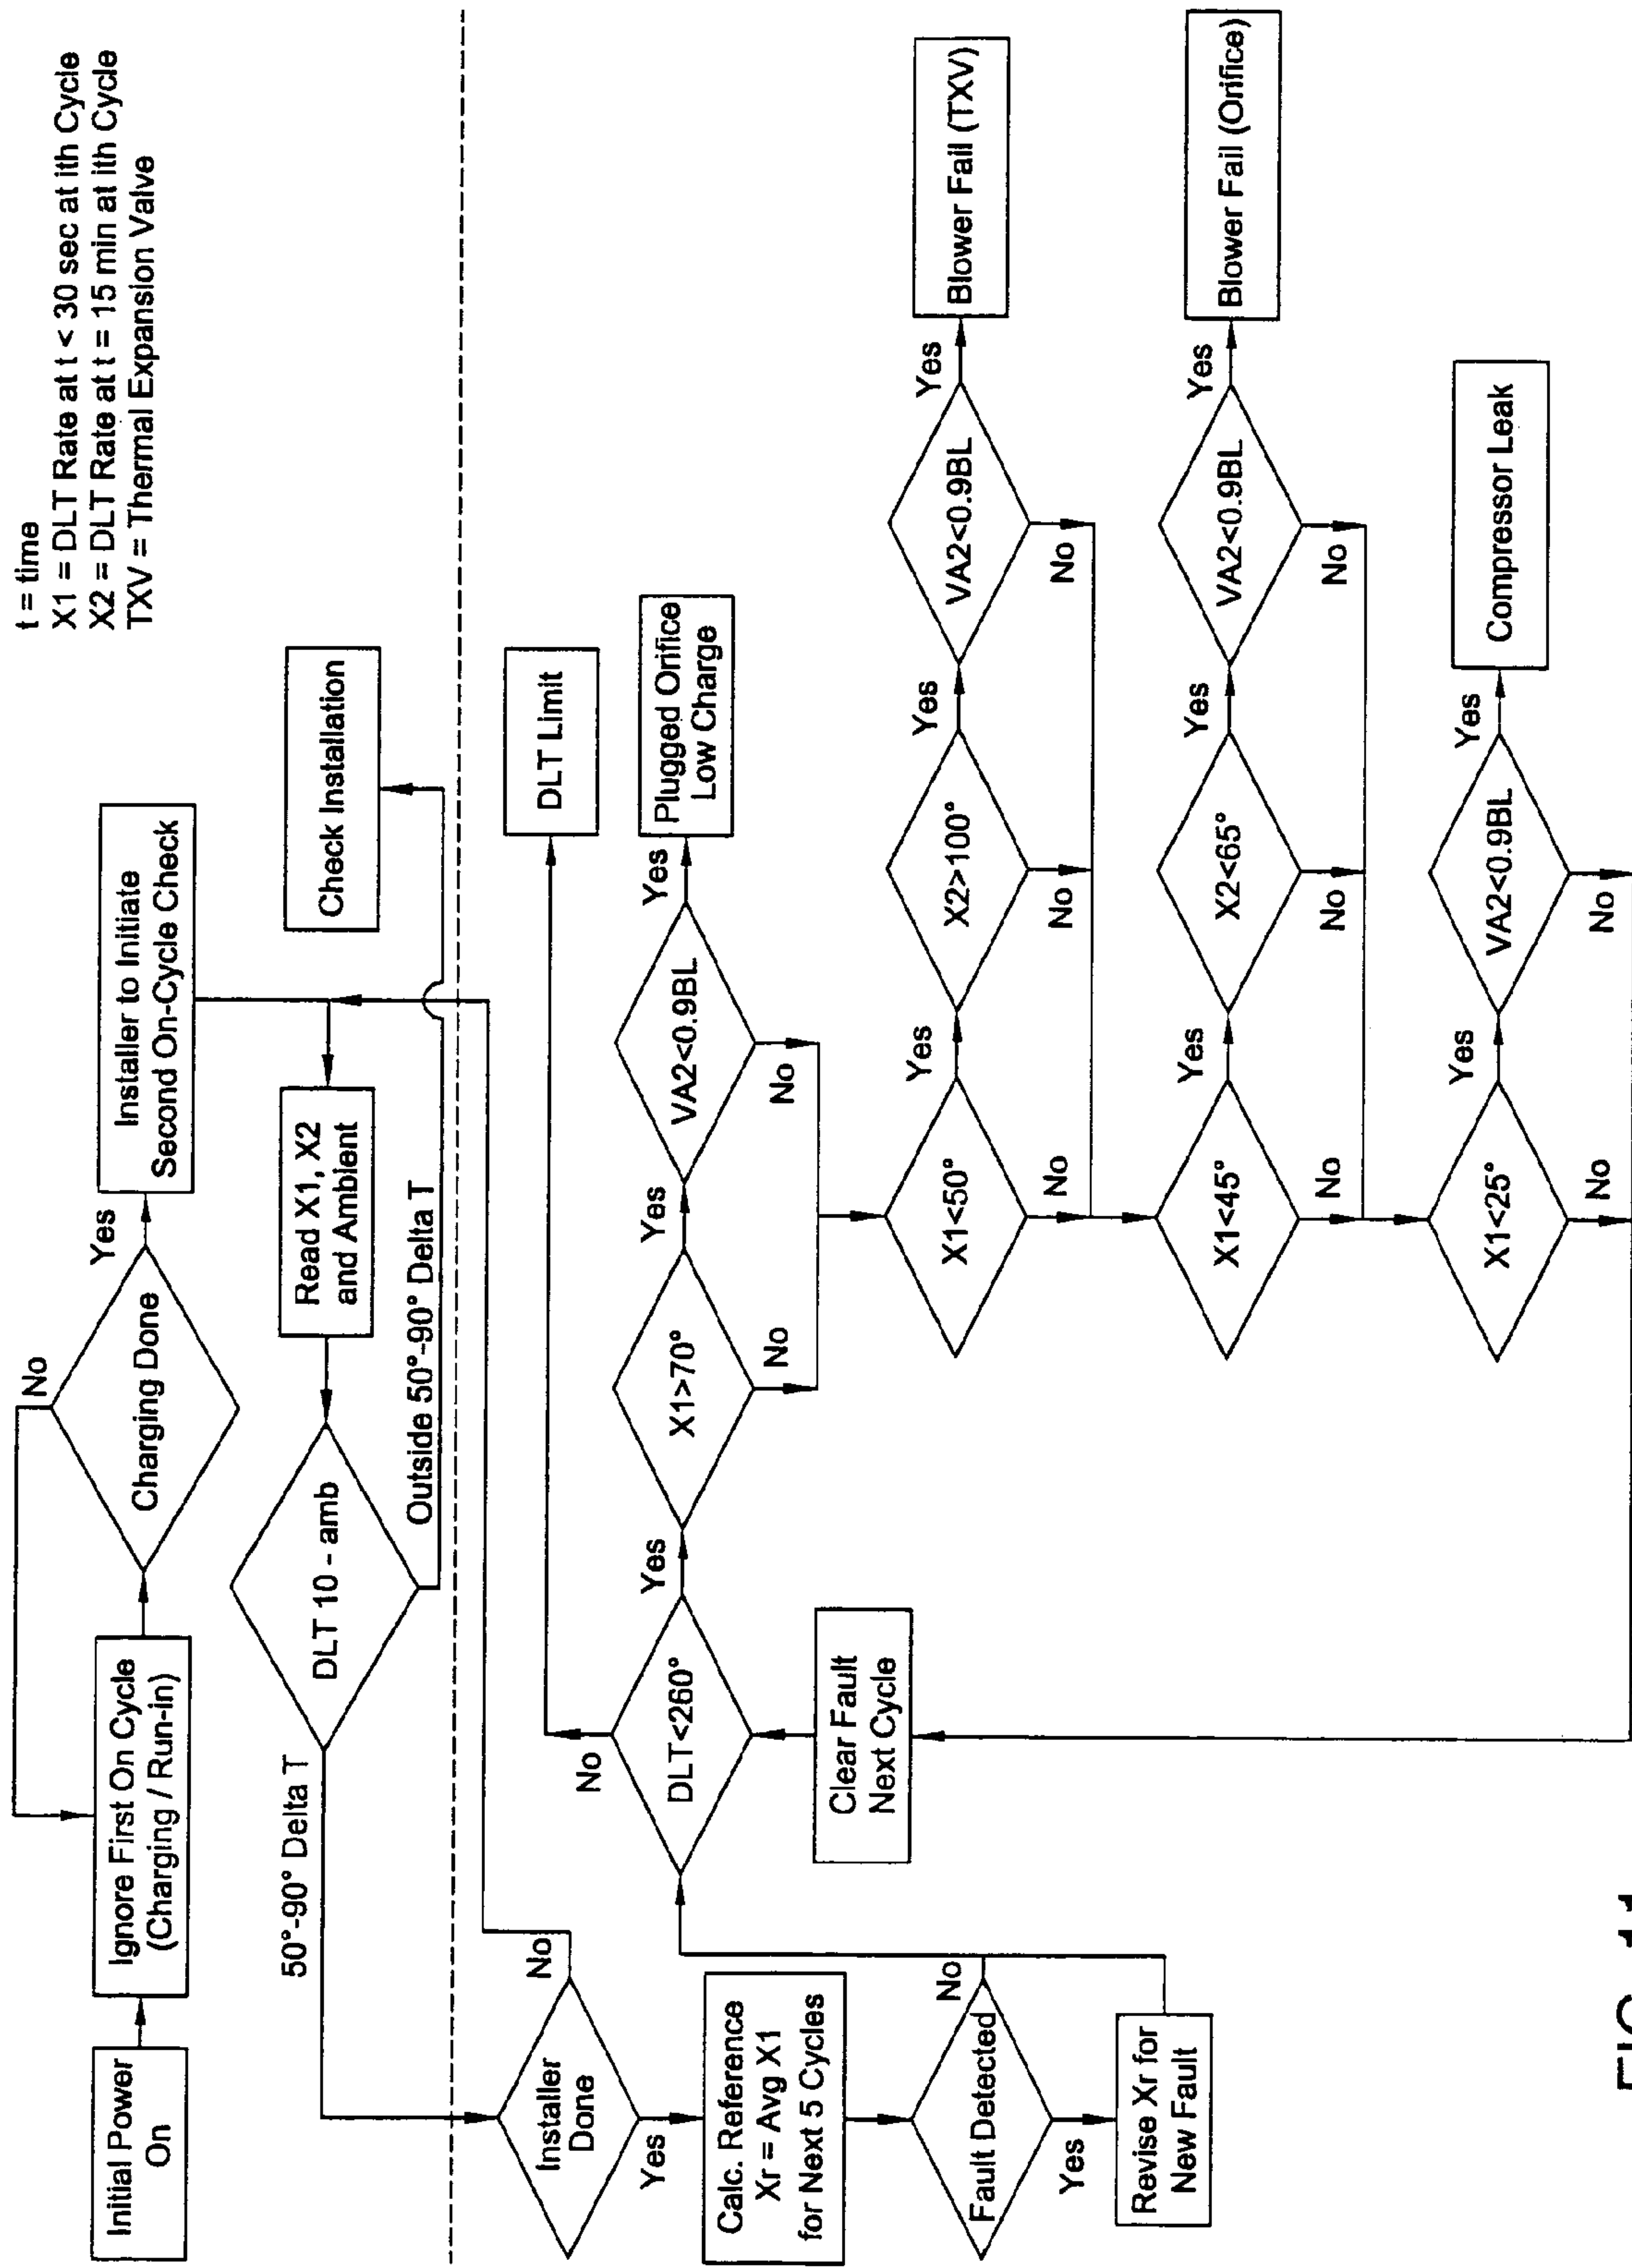 t = time
X1 = DLT Rate at t < 30 sec at ith Cycle
X2 = DLT Rate at t = 15 min at ith Cycle
TXV = Thermal Expansion Valve
Initial Power
On
Ignore First On Cycle
(Charging / Run-in)
No
Charging Done
Yes
Installer to Initiate
Second On-Cycle Check
50°-90° Delta T
DLT 10 - amb
Read X1, X2
and Ambient
Check Installation
Outside 50°-90° Delta T
Installer
Done
No
Yes
Calc. Reference
Xr = Avg X1
for Next 5 Cycles
Fault Detected
No
Yes
Revise Xr for
New Fault
DLT Limit
No
DLT<260°
Yes
X1>70°
Yes
VA2<0.9BL
Yes
Plugged Orifice
Low Charge
No
No
Clear Fault
Next Cycle
X1<50°
Yes
X2>100°
Yes
VA2<0.9BL
Yes
Blower Fail (TXV)
No
No
No
X1<45°
Yes
X2<65°
Yes
VA2<0.9BL
Yes
Blower Fail (Orifice)
No
No
No
X1<25°
Yes
VA2<0.9BL
Yes
Compressor Leak
No
No